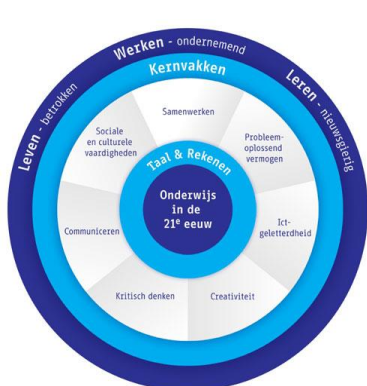 Werken - ondernemend
Leven - betrokken
Leren - nieuwsgierig
Kernvakken
Samenwerken
Sociale
en culturele
vaardigheden
Probleem-
oplossend
vermogen
Taal & Rekenen
Onderwijs
in de
21e eeuw
Communiceren
Ict-
geletterdheid
Kritisch denken
Creativiteit